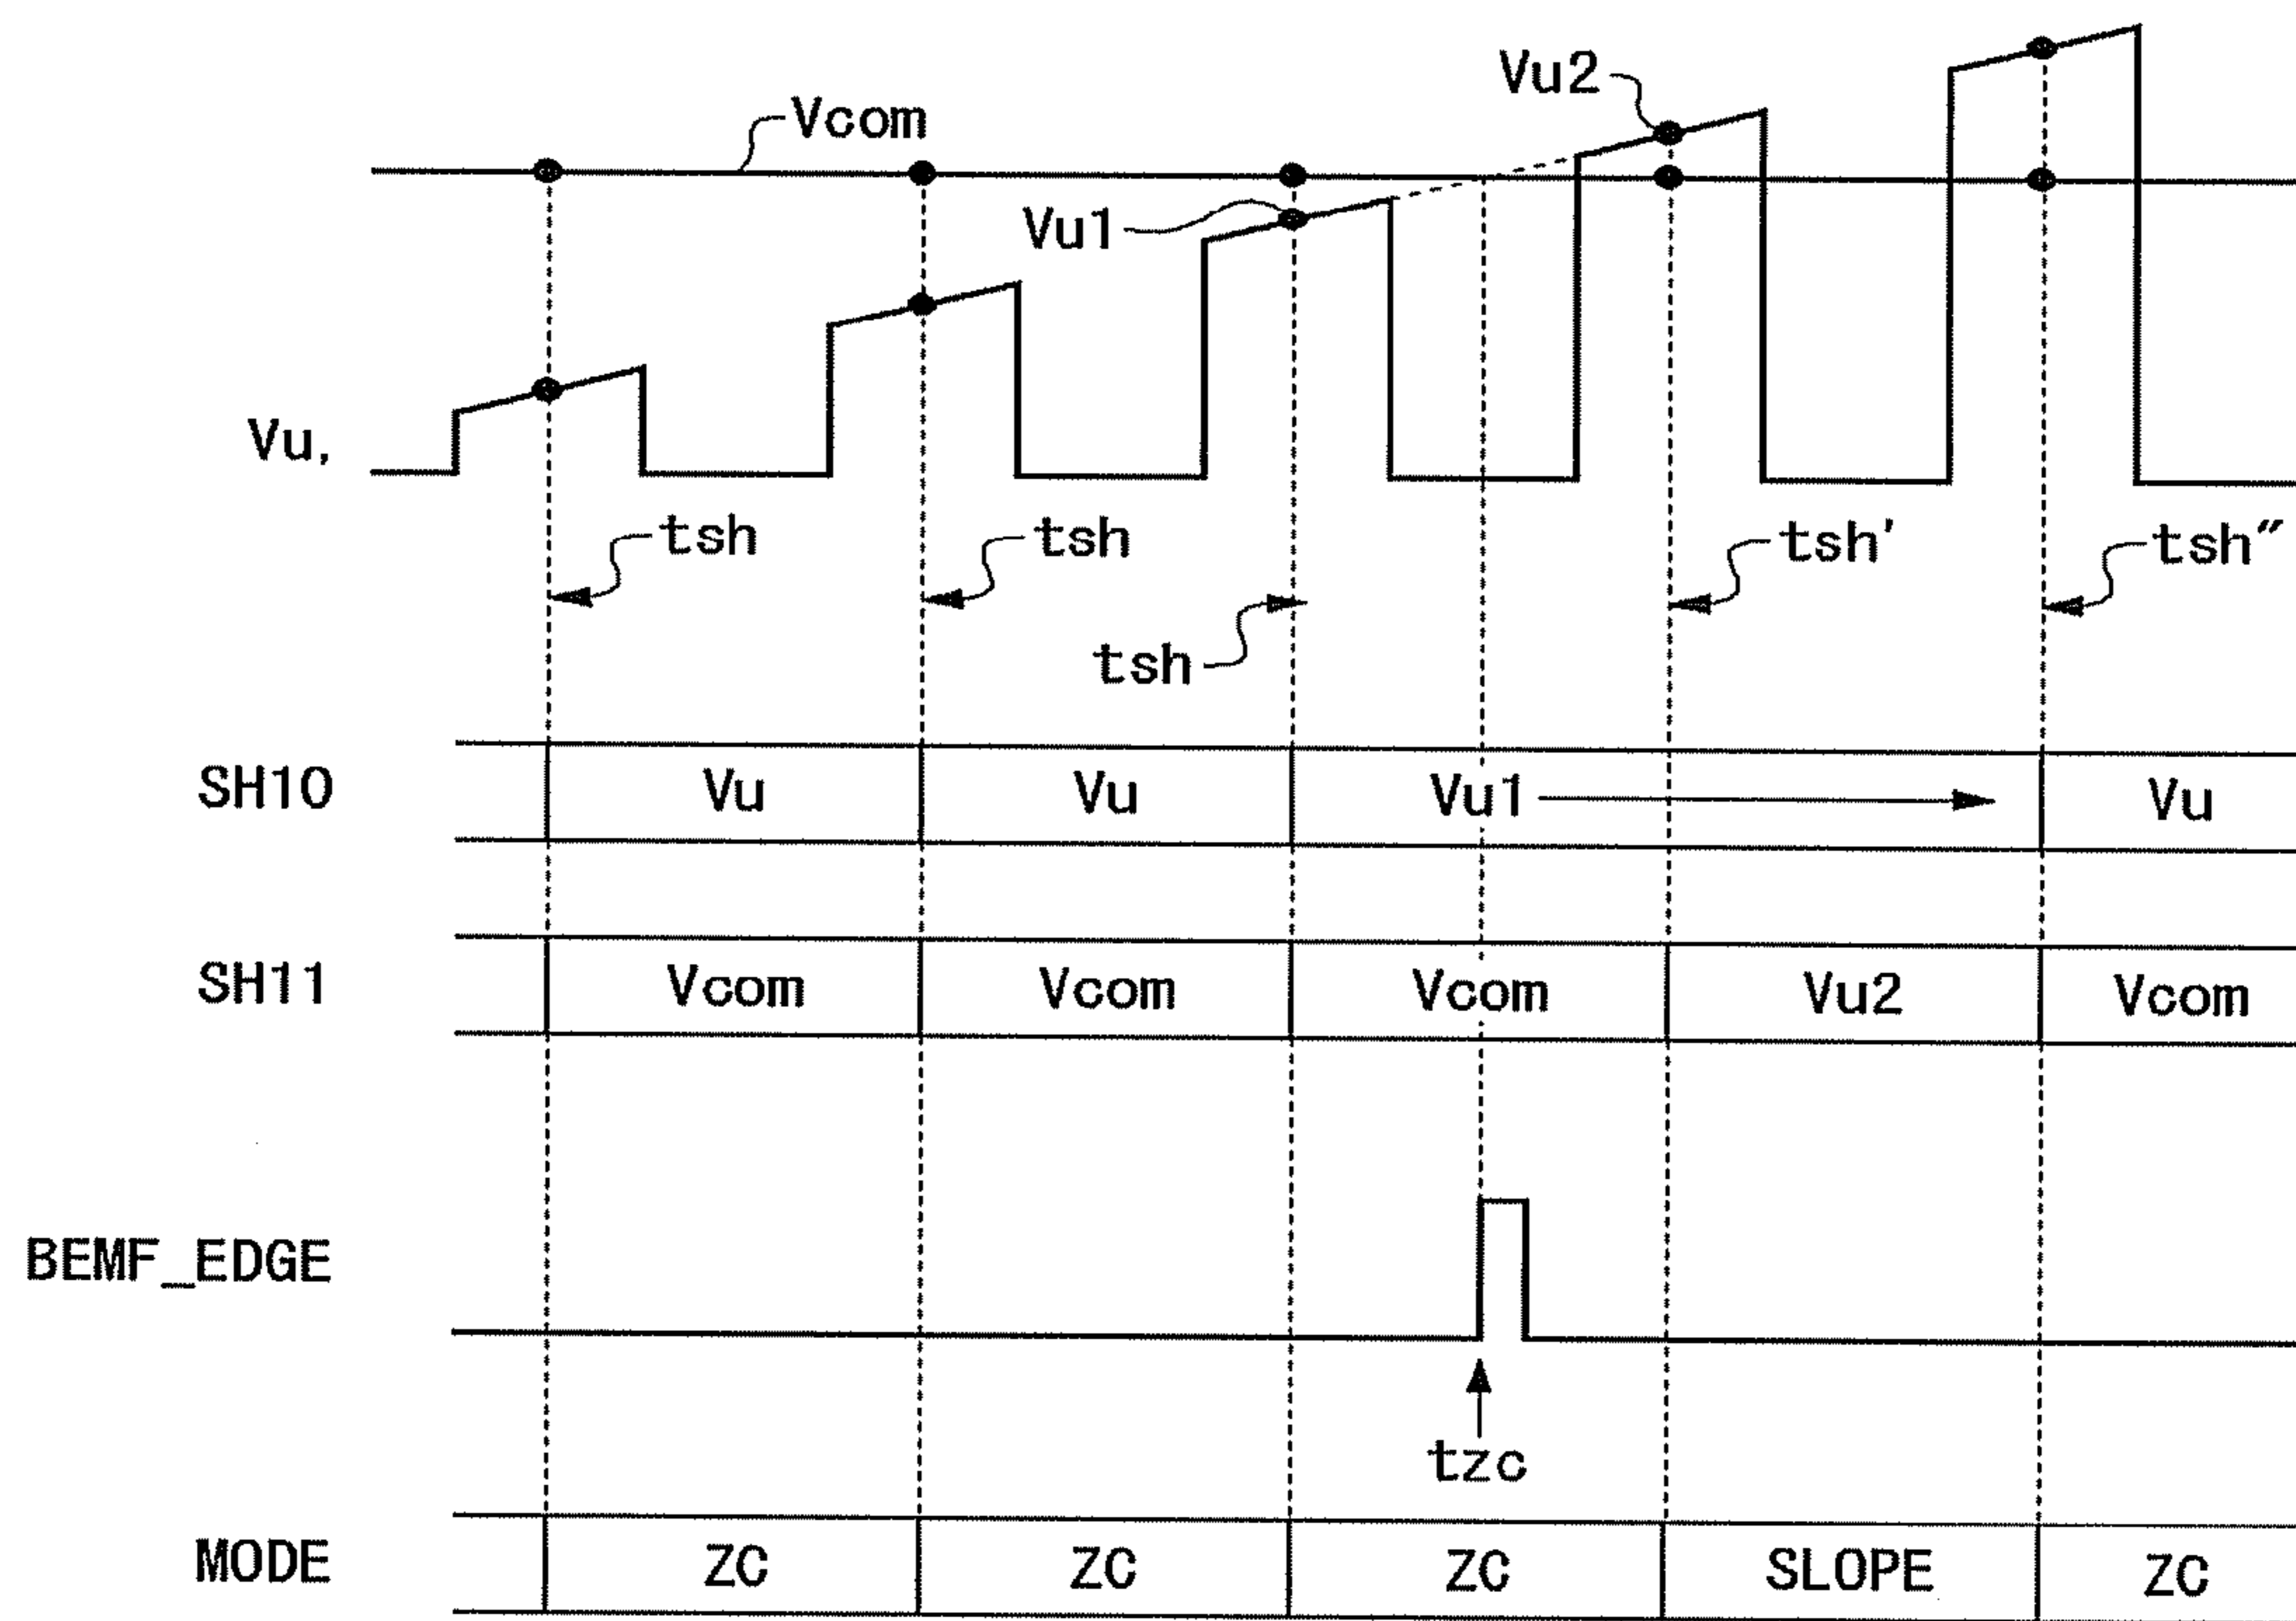 Vu2
Vcom
Vu1
Vu,
tsh
tsh
tsh'
tsh"
tsh
SH10 Vu Vu Vu1 Vu
SH11 Vcom Vcom Vcom Vu2 Vcom
BEMF_EDGE
tzc
MODE ZC ZC ZC SLOPE ZC